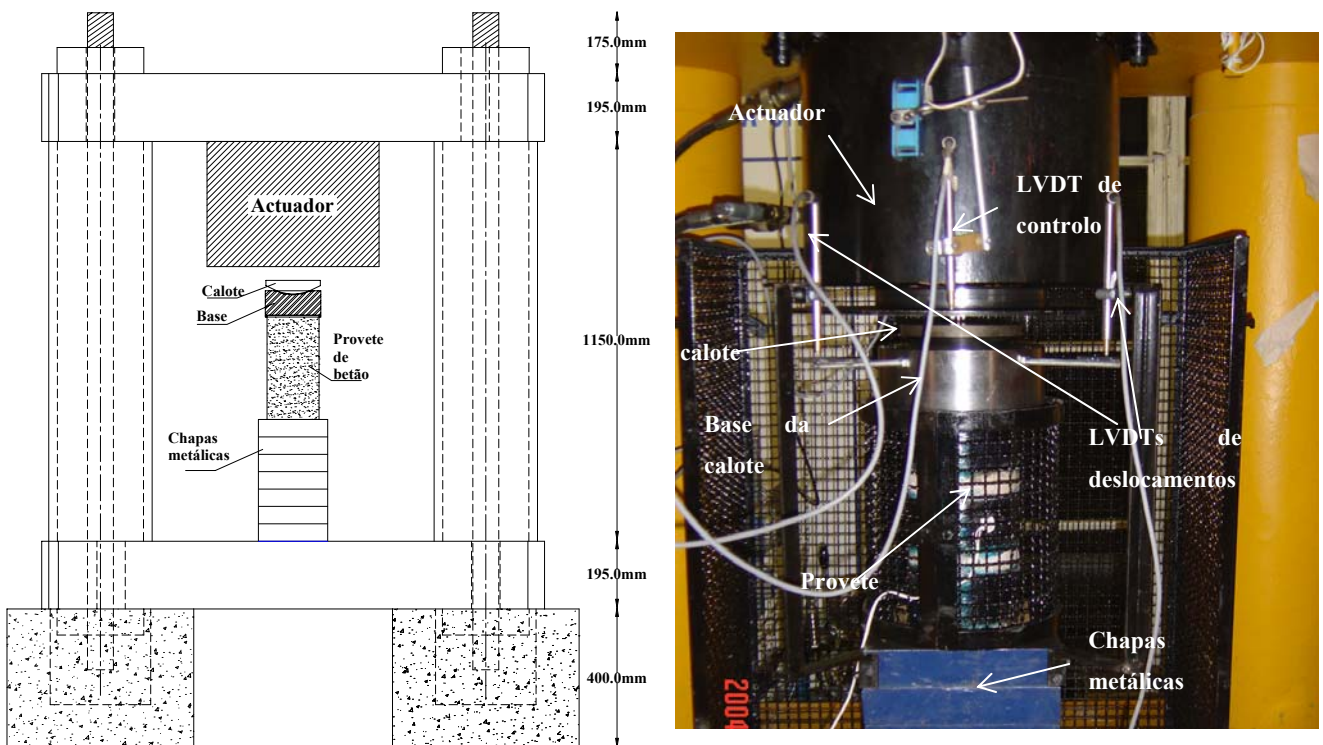 175.0mm
195.0mm
Actuador
Calote
Base
Provete
de
betão
1150.0mm
Chapas
metálicas
195.0mm
400.0mm
Actuador
LVDT de
controlo
calote
Base da
calote
LVDTs de
deslocamentos
Provete
Chapas
metálicas
2004